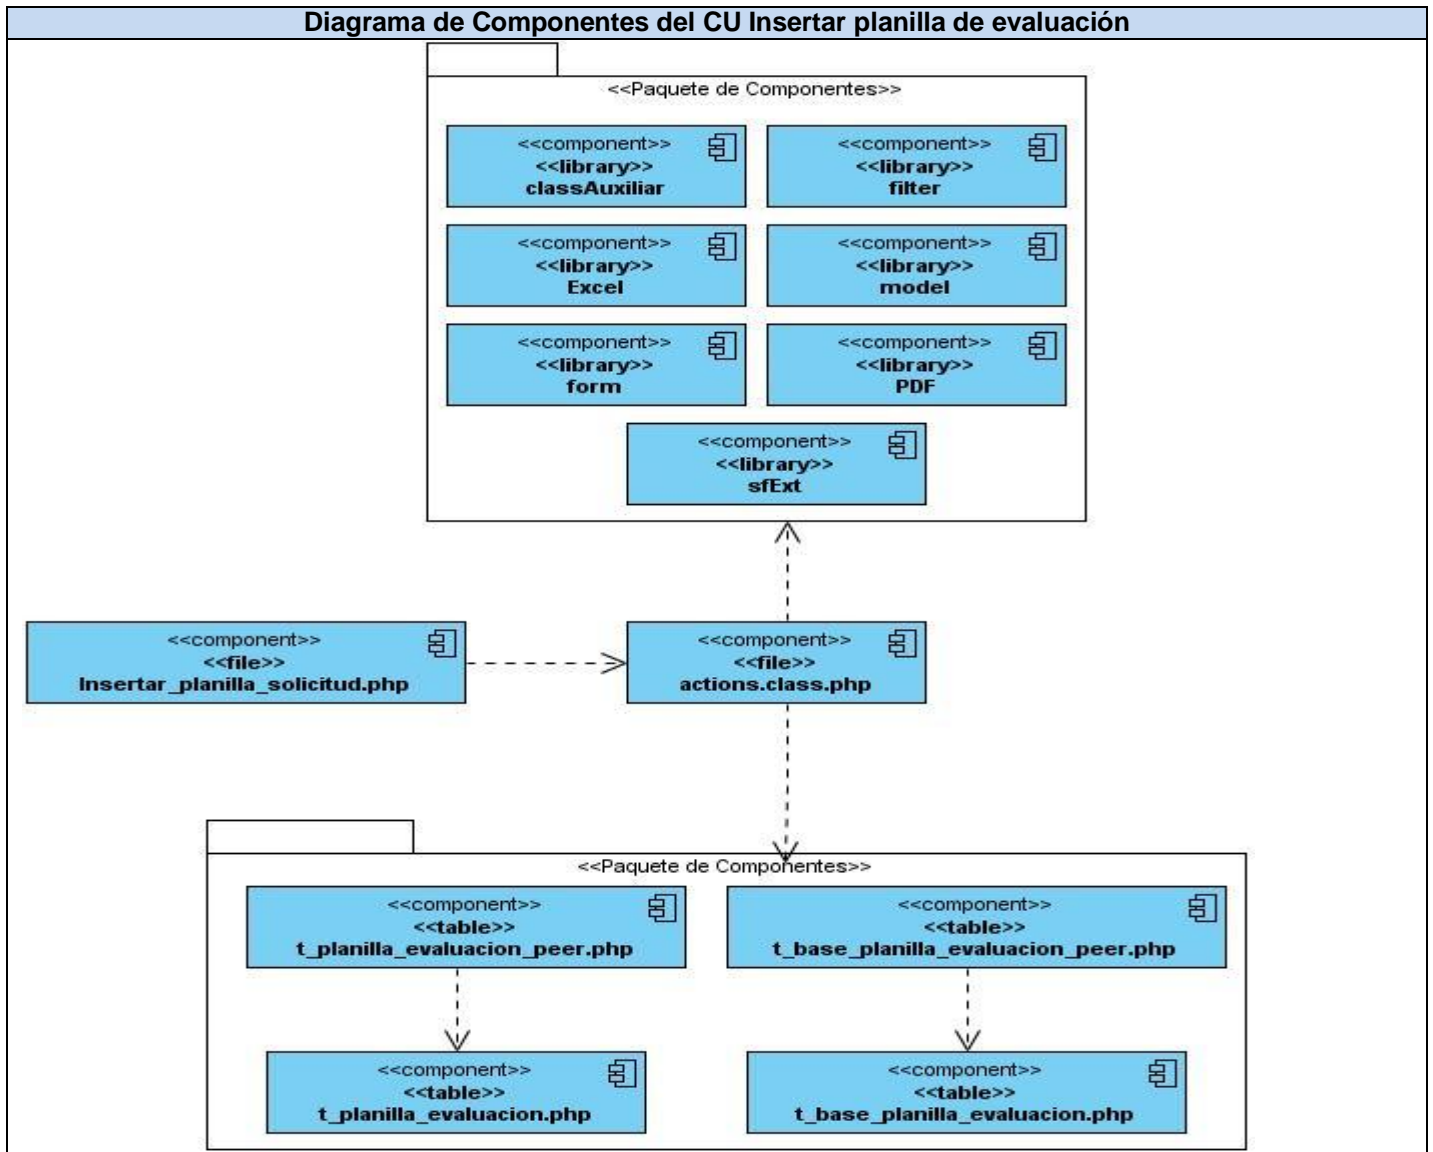 Diagrama de Componentes del CU Insertar planilla de evaluación
<<Paquete de Componentes>>
<<component>>
<<library>>
classAuxiliar
<<component>>
<<library>>
filter
<<component>>
<<library>>
Excel
<<component>>
<<library>>
model
<<component>>
<<library>>
form
<<component>>
<<library>>
PDF
<<component>>
<<library>>
sfExt
<<component>>
<<file>>
Insertar_planilla_solicitud.php
<<component>>
<<file>>
actions.class.php
<<Paquete de Componentes>>
<<component>>
<<table>>
t_planilla_evaluacion_peer.php
<<component>>
<<table>>
t_base_planilla_evaluacion_peer.php
<<component>>
<<table>>
t_planilla_evaluacion.php
<<component>>
<<table>>
t_base_planilla_evaluacion.php